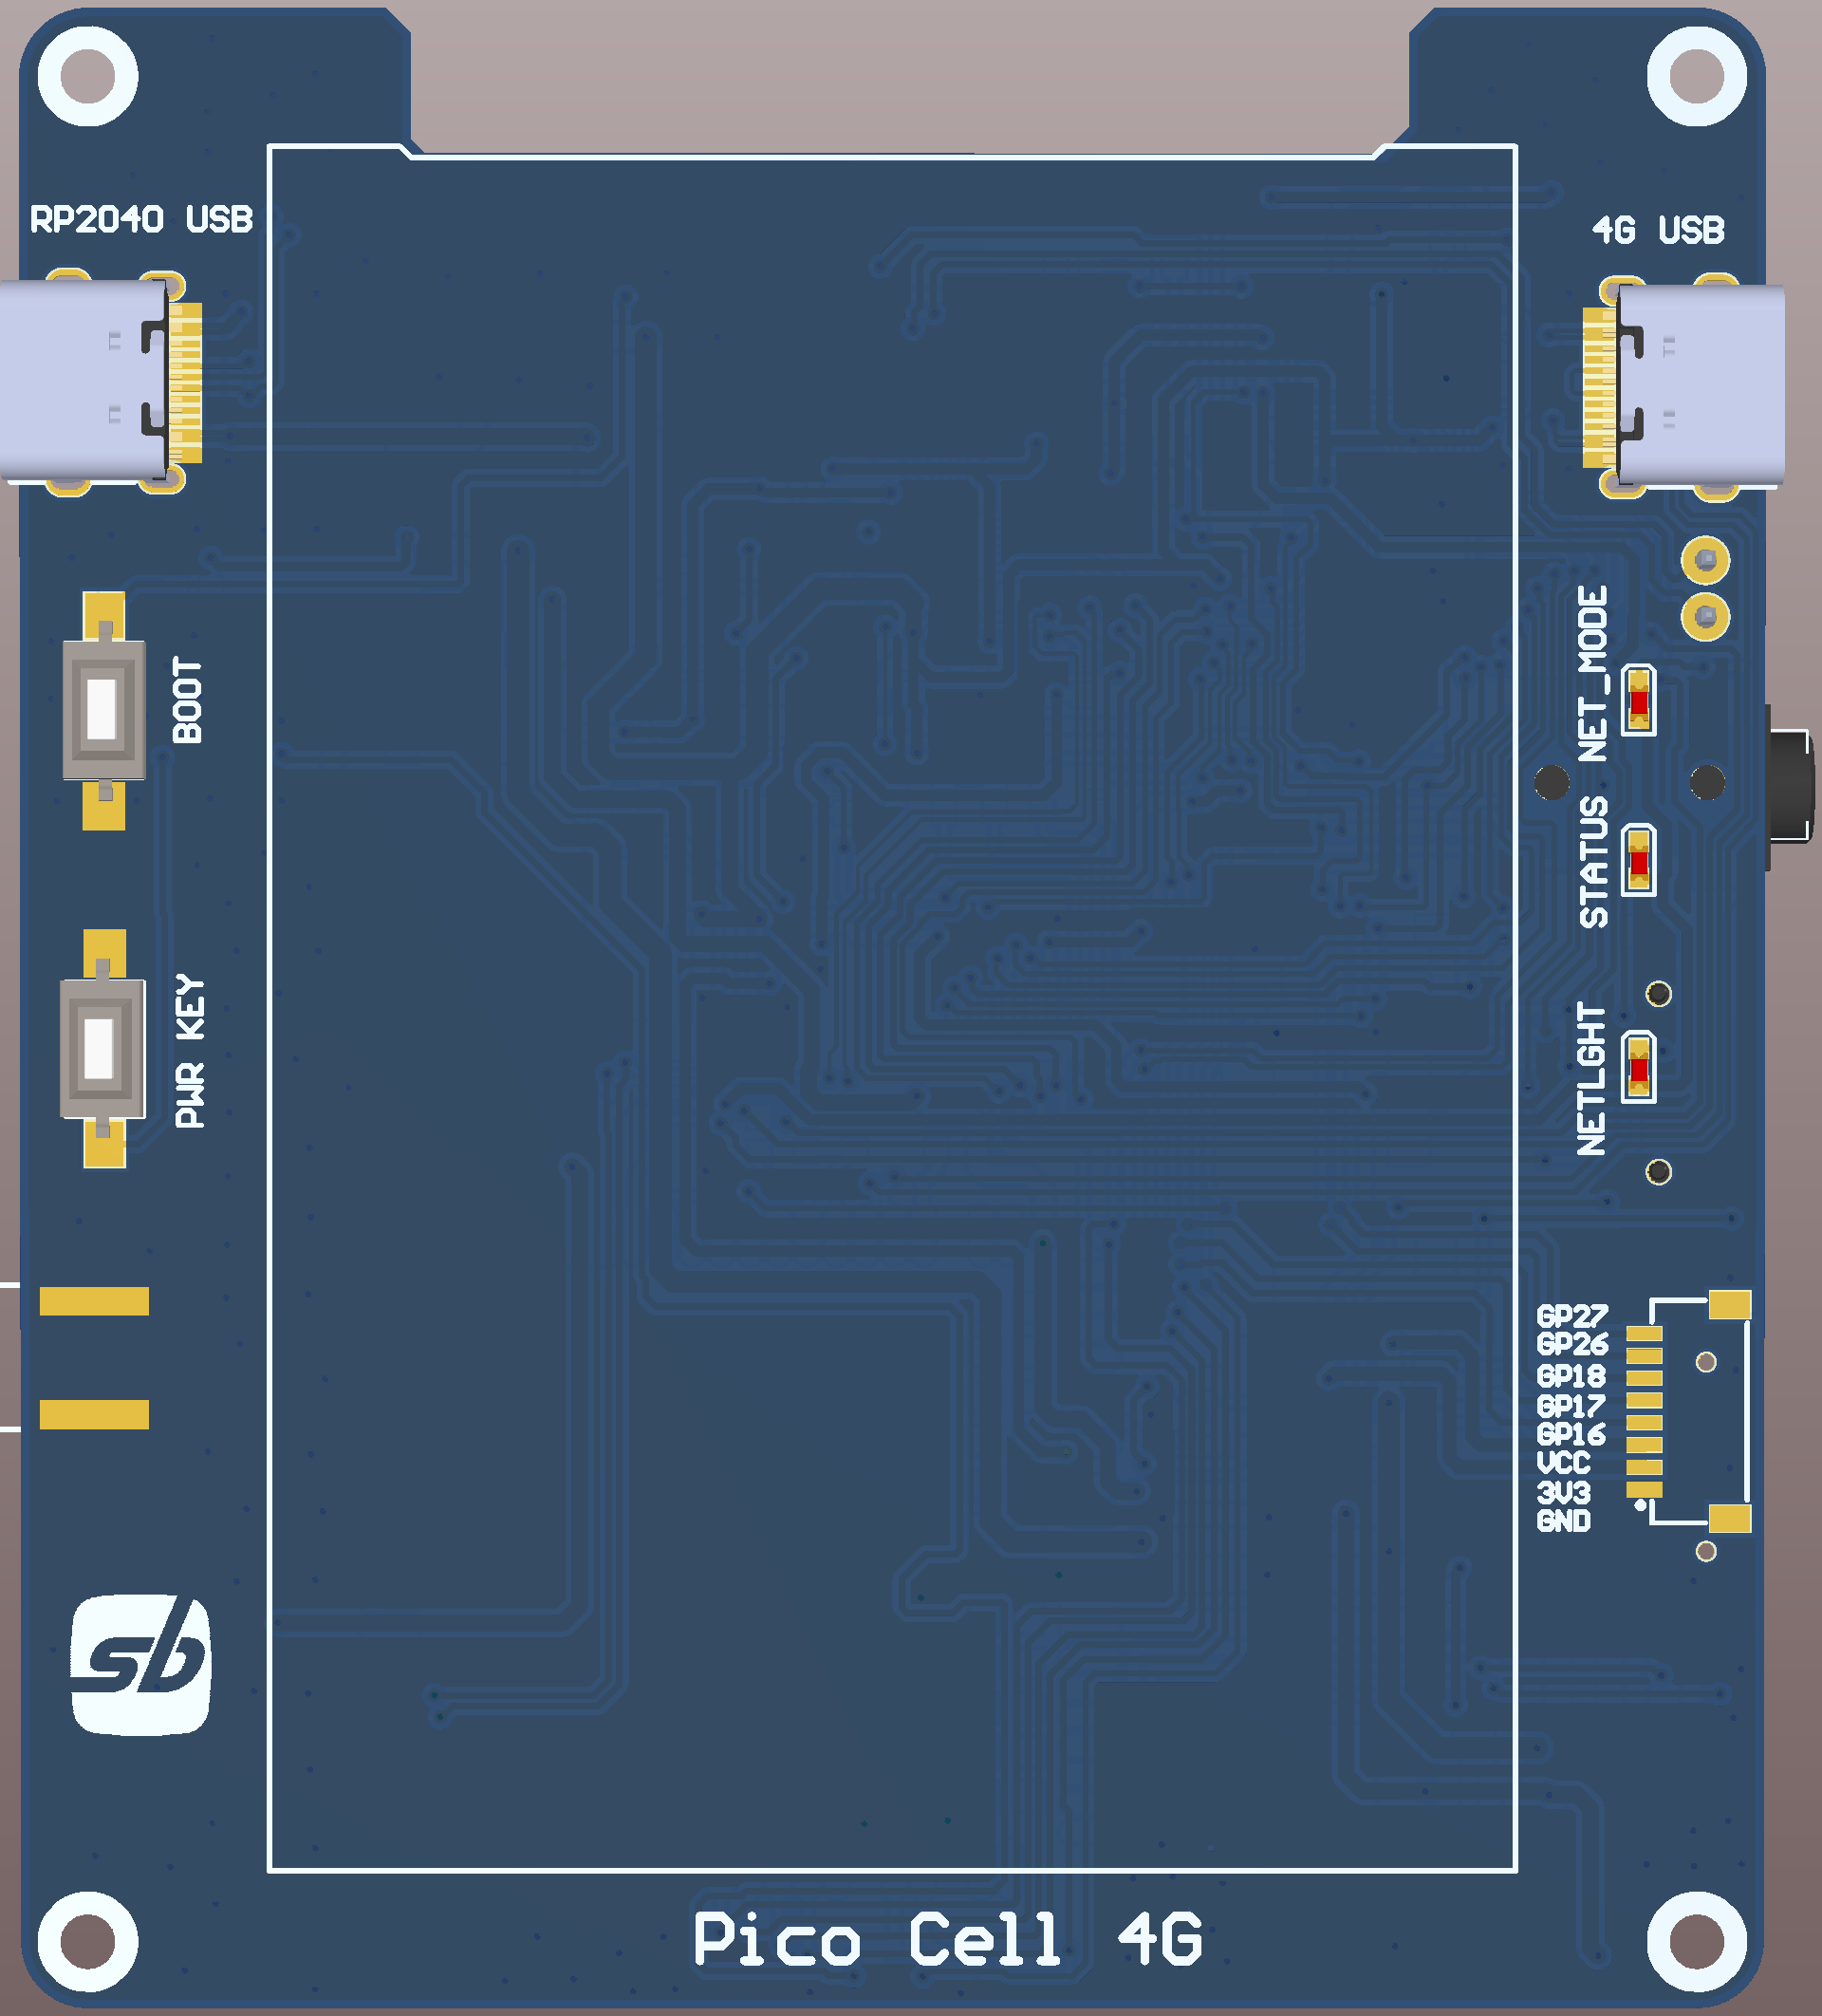 RP2040 USB
4G USB
BOOT
NET_MODE
STATUS
PWR KEY
NETLGHT
GP27
GP26
GP18
GP17
GP16
VCC
3V3
GND
sb
Pico Cell 4G